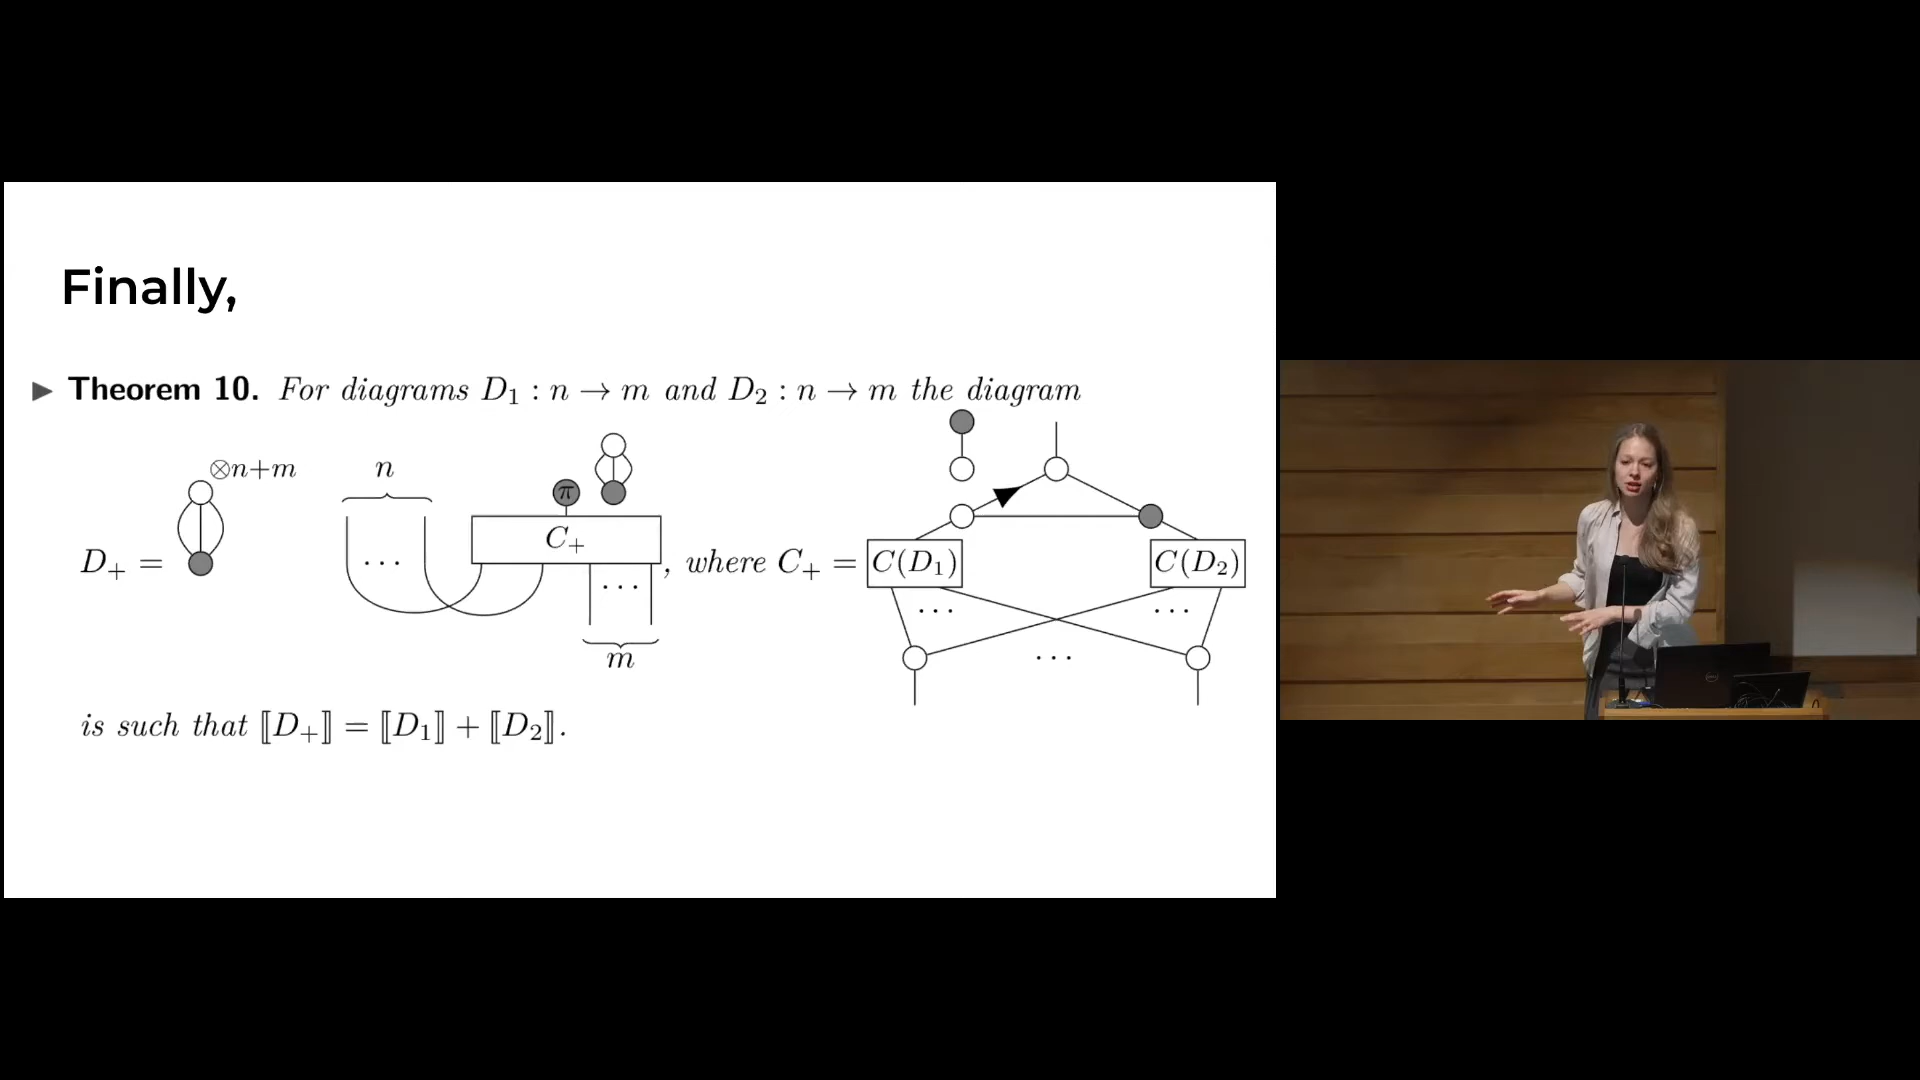 Finally,
▶ Theorem 10. For diagrams D₁ : n → m and D₂ : n → m the diagram
D₊ = ⊗n+m n ⋯ π C₊ ⋯ m , where C₊ = C(D₁) C(D₂) ⋯ ⋯ ⋯
is such that ⟦D₊⟧ = ⟦D₁⟧ + ⟦D₂⟧.